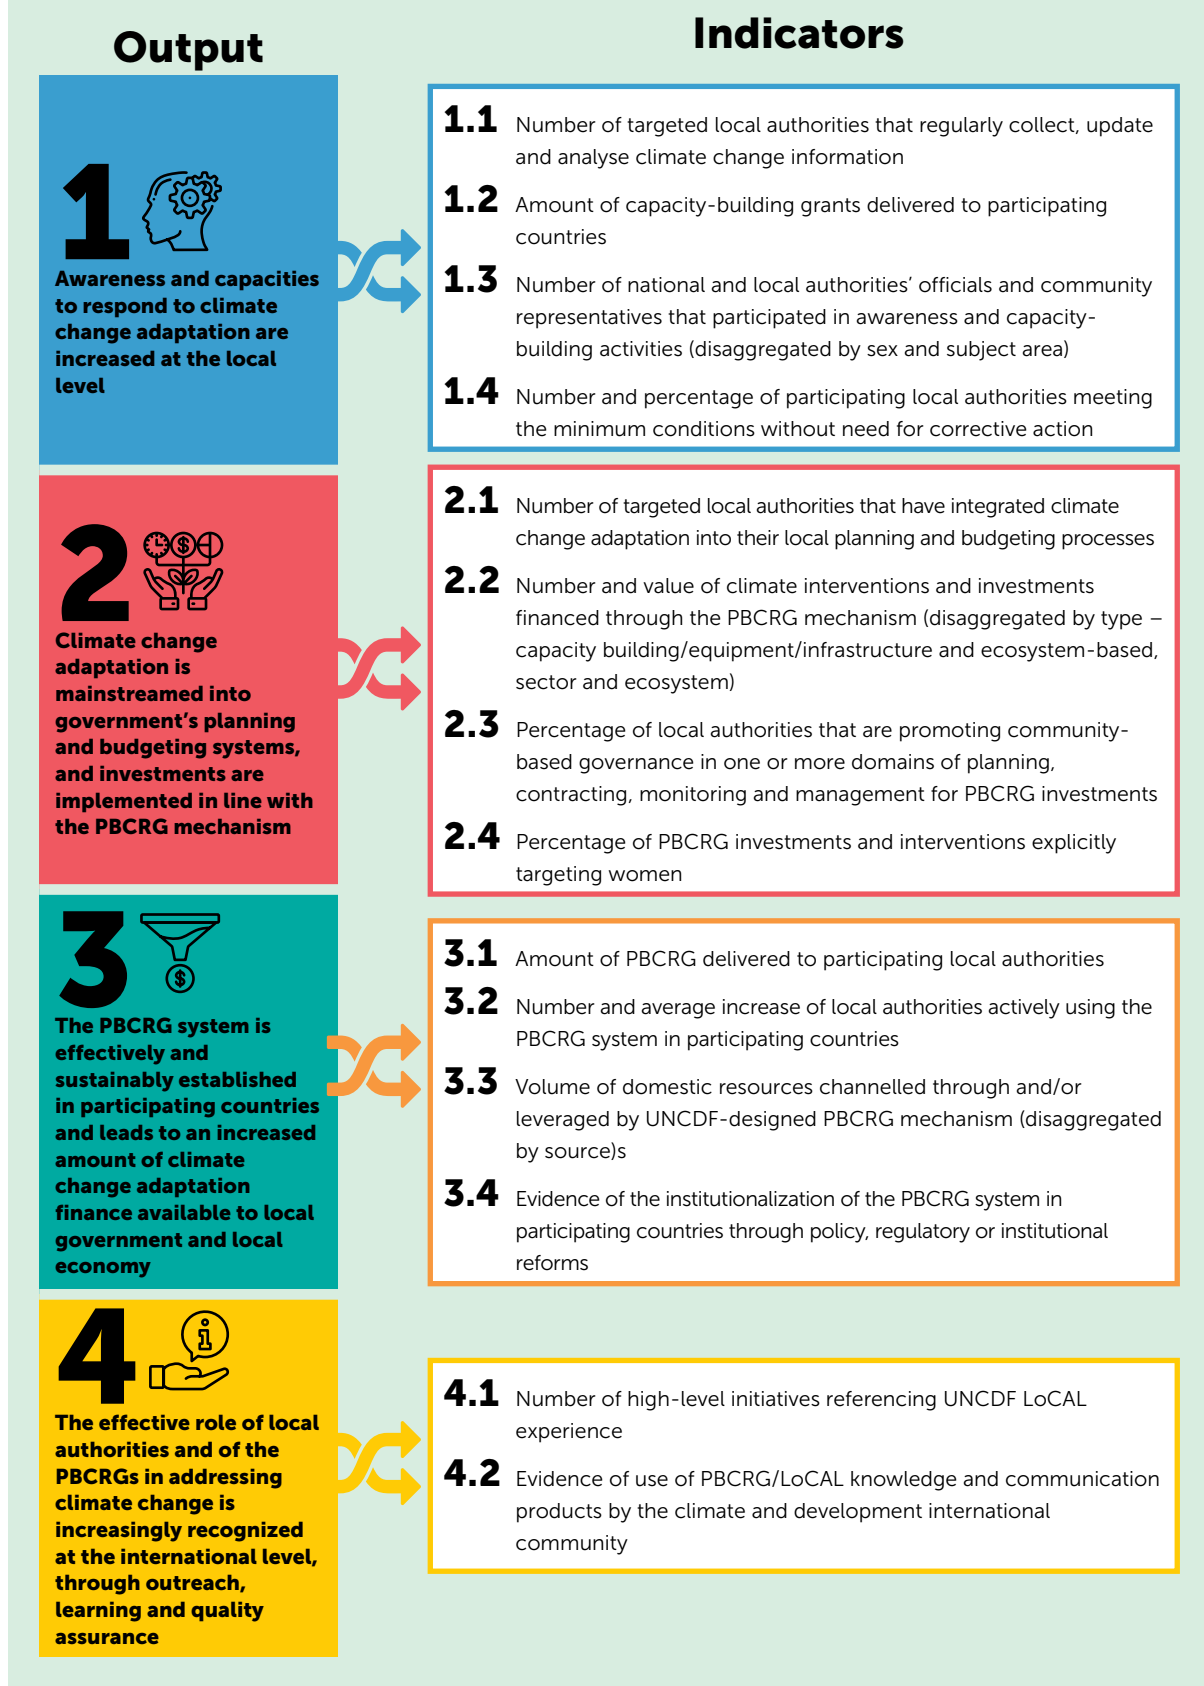 Output
Indicators
1
Awareness and capacities
to respond to climate
change adaptation are
increased at the local
level
1.1 Number of targeted local authorities that regularly collect, update
and analyse climate change information
1.2 Amount of capacity-building grants delivered to participating
countries
1.3 Number of national and local authorities’ officials and community
representatives that participated in awareness and capacity-
building activities (disaggregated by sex and subject area)
1.4 Number and percentage of participating local authorities meeting
the minimum conditions without need for corrective action
2
$
Climate change
adaptation is
mainstreamed into
government’s planning
and budgeting systems,
and investments are
implemented in line with
the PBCRG mechanism
2.1 Number of targeted local authorities that have integrated climate
change adaptation into their local planning and budgeting processes
2.2 Number and value of climate interventions and investments
financed through the PBCRG mechanism (disaggregated by type –
capacity building/equipment/infrastructure and ecosystem-based,
sector and ecosystem)
2.3 Percentage of local authorities that are promoting community-
based governance in one or more domains of planning,
contracting, monitoring and management for PBCRG investments
2.4 Percentage of PBCRG investments and interventions explicitly
targeting women
3
$
The PBCRG system is
effectively and
sustainably established
in participating countries
and leads to an increased
amount of climate
change adaptation
finance available to local
government and local
economy
3.1 Amount of PBCRG delivered to participating local authorities
3.2 Number and average increase of local authorities actively using the
PBCRG system in participating countries
3.3 Volume of domestic resources channelled through and/or
leveraged by UNCDF-designed PBCRG mechanism (disaggregated
by source)s
3.4 Evidence of the institutionalization of the PBCRG system in
participating countries through policy, regulatory or institutional
reforms
4
i
The effective role of local
authorities and of the
PBCRGs in addressing
climate change is
increasingly recognized
at the international level,
through outreach,
learning and quality
assurance
4.1 Number of high-level initiatives referencing UNCDF LoCAL
experience
4.2 Evidence of use of PBCRG/LoCAL knowledge and communication
products by the climate and development international
community